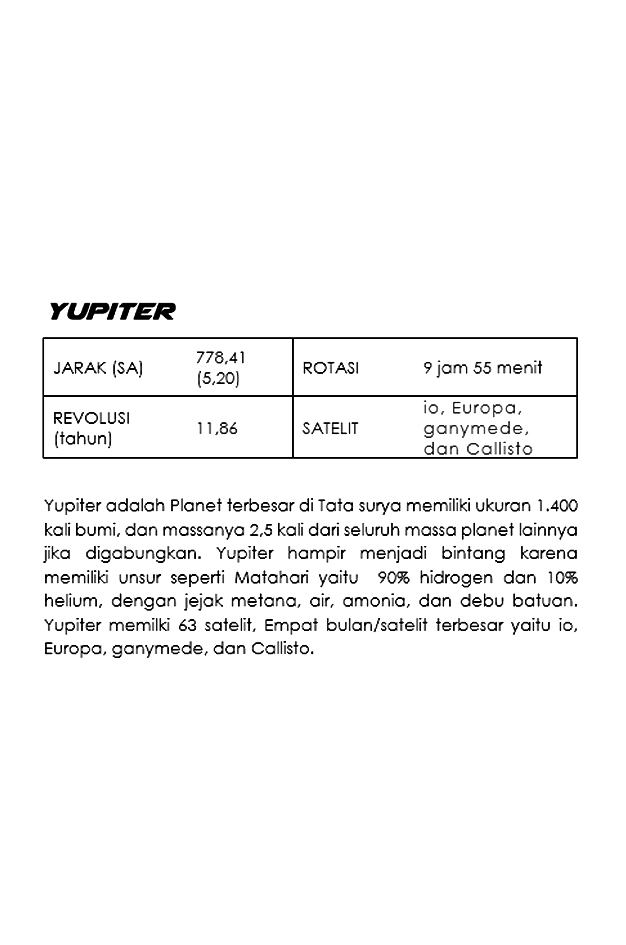 YUPITER
JARAK (SA) 778,41 (5,20) ROTASI 9 jam 55 menit
REVOLUSI (tahun) 11,86 SATELIT io, Europa, ganymede, dan Callisto
Yupiter adalah Planet terbesar di Tata surya memiliki ukuran 1.400
kali bumi, dan massanya 2,5 kali dari seluruh massa planet lainnya
jika digabungkan. Yupiter hampir menjadi bintang karena
memiliki unsur seperti Matahari yaitu 90% hidrogen dan 10%
helium, dengan jejak metana, air, amonia, dan debu batuan.
Yupiter memilki 63 satelit, Empat bulan/satelit terbesar yaitu io,
Europa, ganymede, dan Callisto.